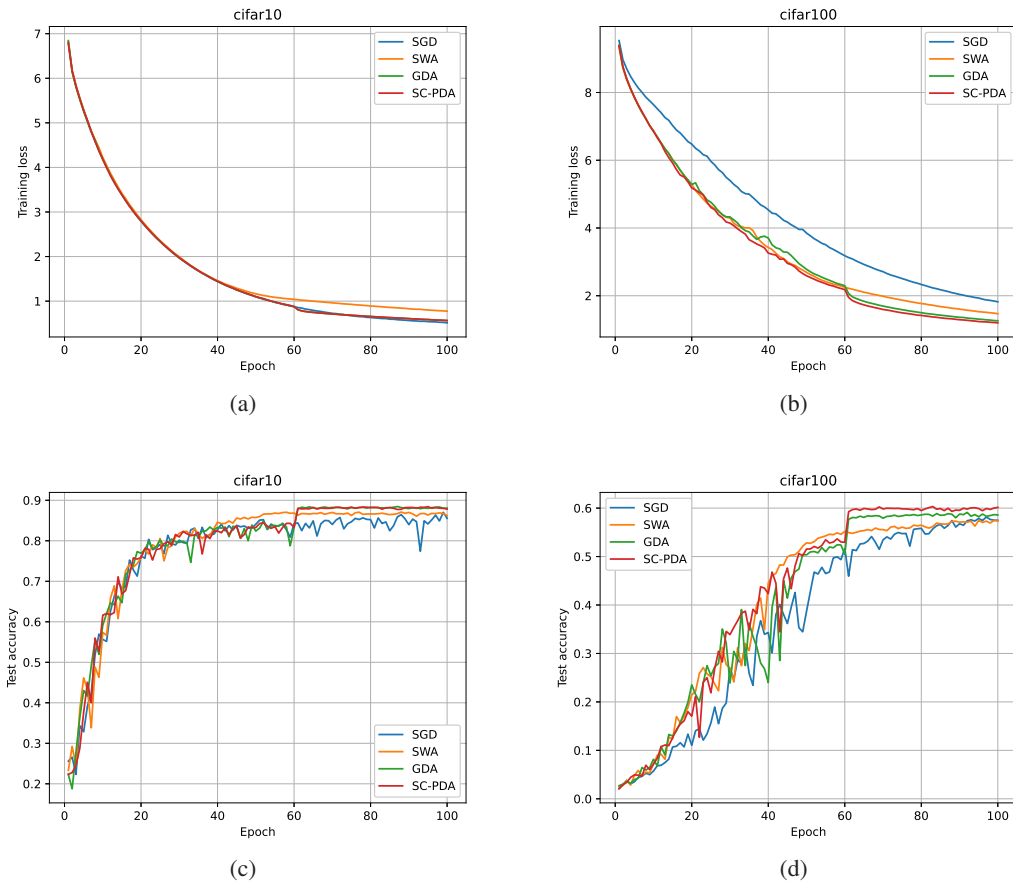 cifar10
7
6
5
4
3
2
1
Training loss
0 20 40 60 80 100
Epoch
SGD
SWA
GDA
SC-PDA
(a)
cifar100
8
6
4
2
Training loss
0 20 40 60 80 100
Epoch
SGD
SWA
GDA
SC-PDA
(b)
cifar10
0.9
0.8
0.7
0.6
0.5
0.4
0.3
0.2
Test accuracy
0 20 40 60 80 100
Epoch
SGD
SWA
GDA
SC-PDA
(c)
cifar100
0.6
0.5
0.4
0.3
0.2
0.1
0.0
Test accuracy
0 20 40 60 80 100
Epoch
SGD
SWA
GDA
SC-PDA
(d)